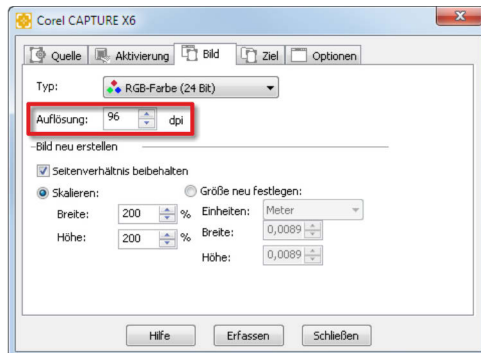 Corel CAPTURE X6
Quelle Aktivierung Bild Ziel Optionen
Typ: RGB-Farbe (24 Bit)
Auflösung: 96 dpi
Bild neu erstellen
Seitenverhältnis beibehalten
Skalieren: Größe neu festlegen:
Breite: 200 % Einheiten: Meter
Höhe: 200 % Breite: 0,0089
Höhe: 0,0089
Hilfe Erfassen Schließen